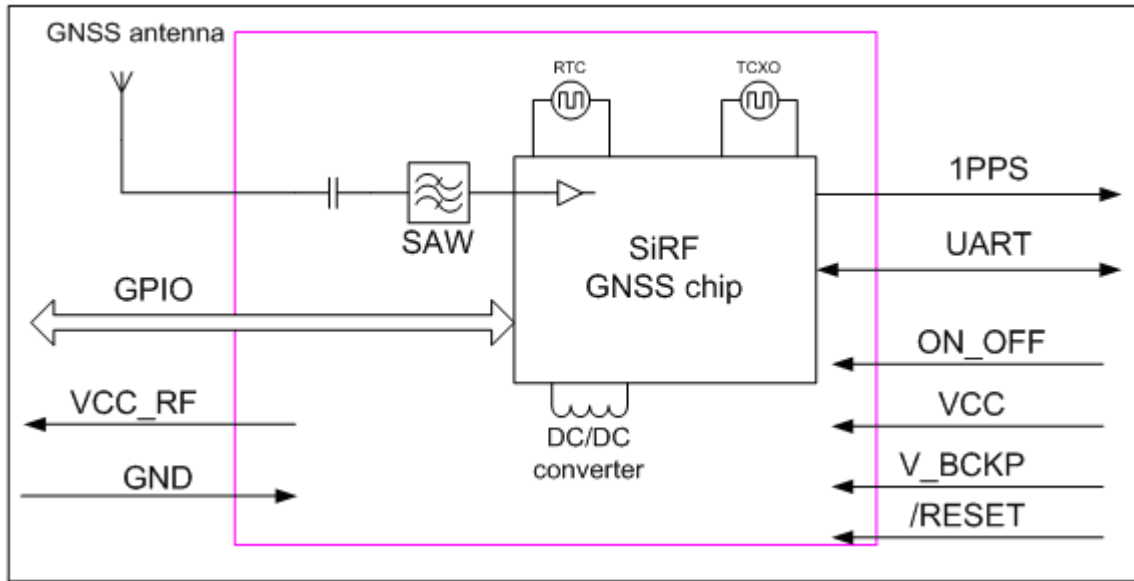 GNSS antenna
RTC
TCXO
1PPS
SAW
SiRF
GNSS chip
UART
GPIO
ON_OFF
VCC_RF
VCC
DC/DC
converter
V_BCKP
GND
/RESET